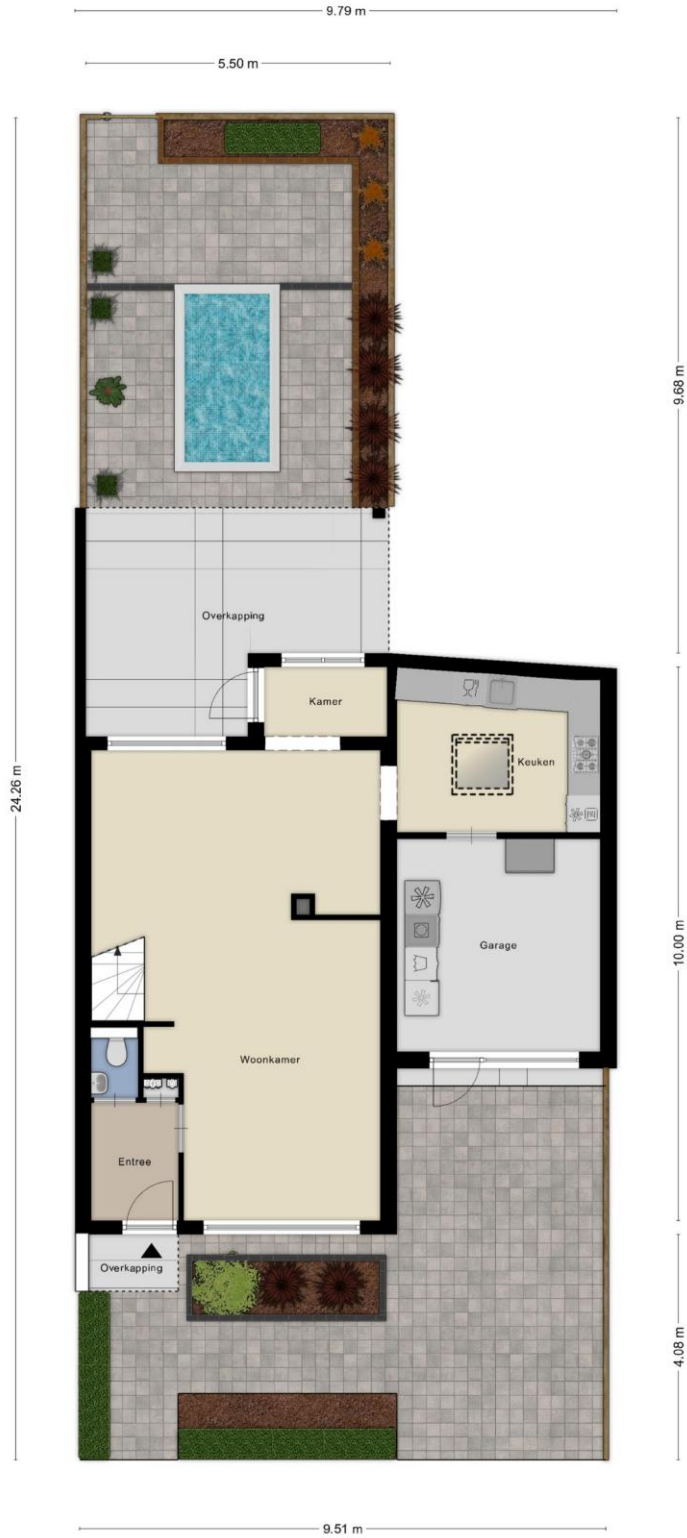 9.79 m
5.50 m
9.68 m
Overkapping
Kamer
Keuken
24.26 m
Garage
10.00 m
Woonkamer
Entree
Overkapping
4.08 m
9.51 m